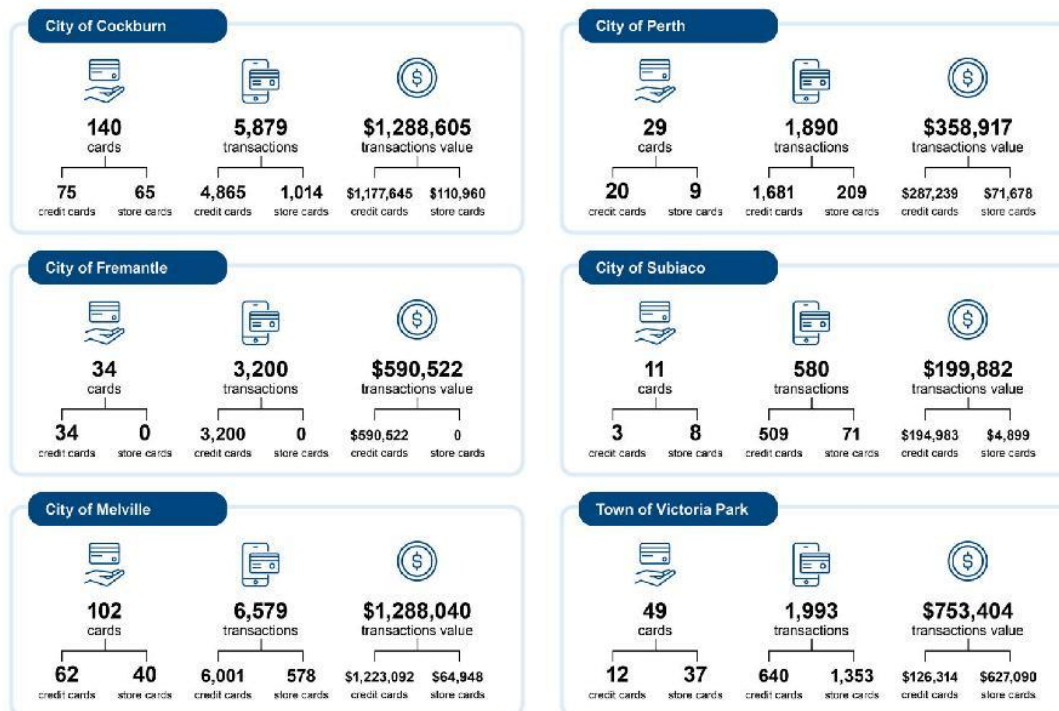 City of Cockburn
140 5,879 $1,288,605
cards transactions transactions value
75 65 4,865 1,014 $1,177,645 $110,960
credit cards store cards credit cards store cards credit cards store cards
City of Perth
29 1,890 $358,917
cards transactions transactions value
20 9 1,681 209 $287,239 $71,678
credit cards store cards credit cards store cards credit cards store cards
City of Fremantle
34 3,200 $590,522
cards transactions transactions value
34 0 3,200 0 $590,522 0
credit cards store cards credit cards store cards credit cards store cards
City of Subiaco
11 580 $199,882
cards transactions transactions value
3 8 509 71 $194,983 $4,899
credit cards store cards credit cards store cards credit cards store cards
City of Melville
102 6,579 $1,288,040
cards transactions transactions value
62 40 6,001 578 $1,223,092 $64,948
credit cards store cards credit cards store cards credit cards store cards
Town of Victoria Park
49 1,993 $753,404
cards transactions transactions value
12 37 640 1,353 $126,314 $627,090
credit cards store cards credit cards store cards credit cards store cards